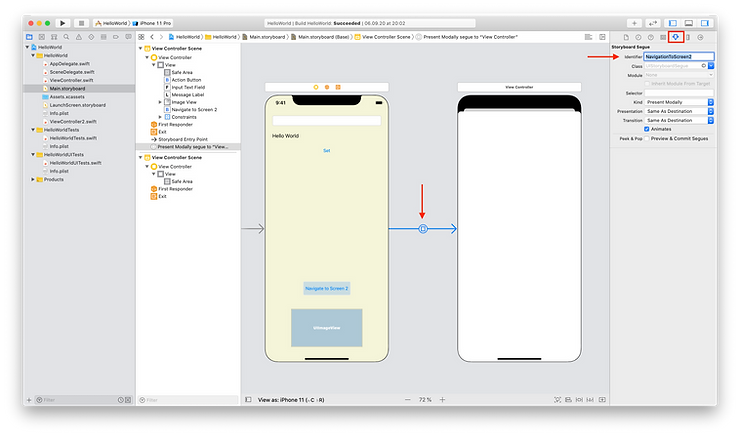 HelloWorld
iPhone 11 Pro
HelloWorld | Build HelloWorld: Succeeded | 06.09.20 at 20:02
HelloWorld
HelloWorld
AppDelegate.swift
SceneDelegate.swift
ViewController.swift
Main.storyboard
Assets.xcassets
LaunchScreen.storyboard
Info.plist
ViewController2.swift
HelloWorldTests
HelloWorldTests.swift
Info.plist
HelloWorldUITests
HelloWorldUITests.swift
Info.plist
Products
Filter
HelloWorld
HelloWorld
Main.storyboard
Main.storyboard (Base)
View Controller Scene
Present Modally segue to "View Controller"
View Controller Scene
View Controller
View
Safe Area
B Action Button
F Input Text Field
L Message Label
Image View
B Navigate to Screen 2
Constraints
First Responder
Exit
Storyboard Entry Point
Present Modally segue to "View...
View Controller Scene
View Controller
View
Safe Area
First Responder
Exit
Filter
9:41
Hello World
Set
Navigate to Screen 2
UIImageView
View Controller
View as: iPhone 11 (wC hR)
72 %
Storyboard Segue
Identifier NavigationToScreen2
Class UIStoryboardSegue
Module None
Inherit Module From Target
Selector
Kind Present Modally
Presentation Same As Destination
Transition Same As Destination
Animates
Peek & Pop Preview & Commit Segues